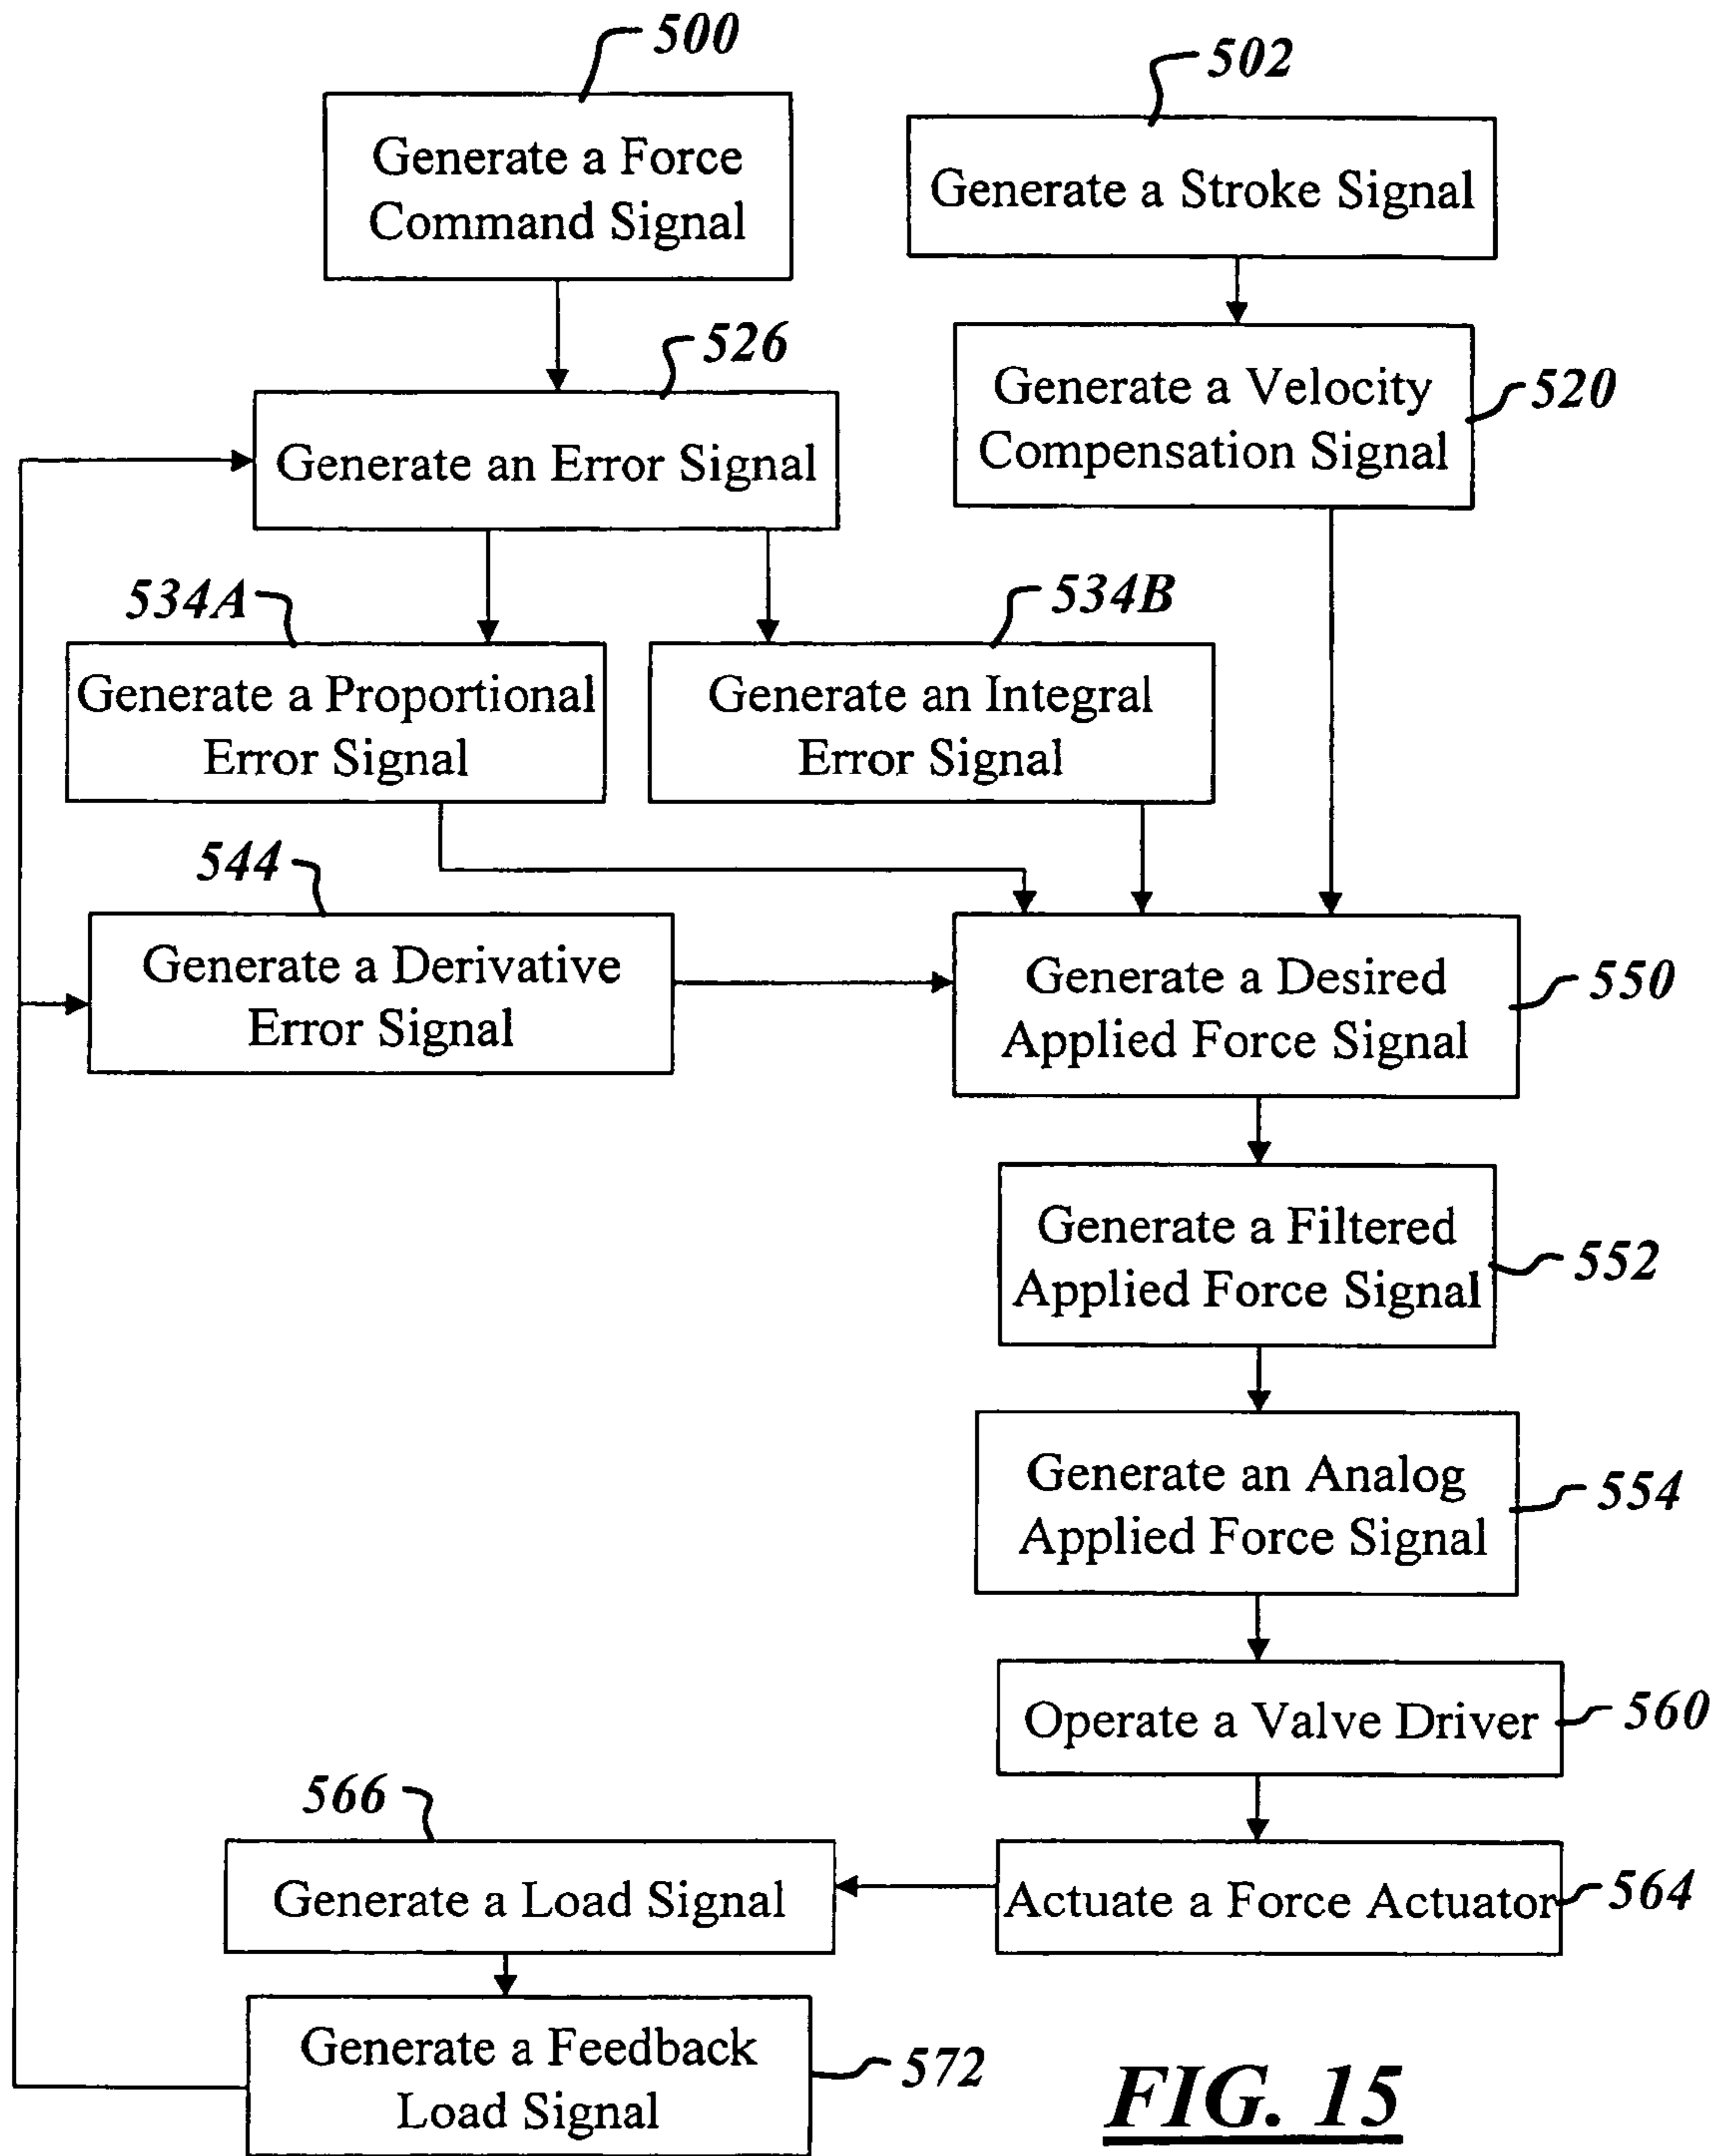 500
Generate a Force
Command Signal
502
Generate a Stroke Signal
526
Generate an Error Signal
Generate a Velocity
Compensation Signal
520
534A
Generate a Proportional
Error Signal
534B
Generate an Integral
Error Signal
544
Generate a Derivative
Error Signal
Generate a Desired
Applied Force Signal
550
Generate a Filtered
Applied Force Signal
552
Generate an Analog
Applied Force Signal
554
Operate a Valve Driver
560
566
Generate a Load Signal
Actuate a Force Actuator
564
Generate a Feedback
Load Signal
572
FIG. 15